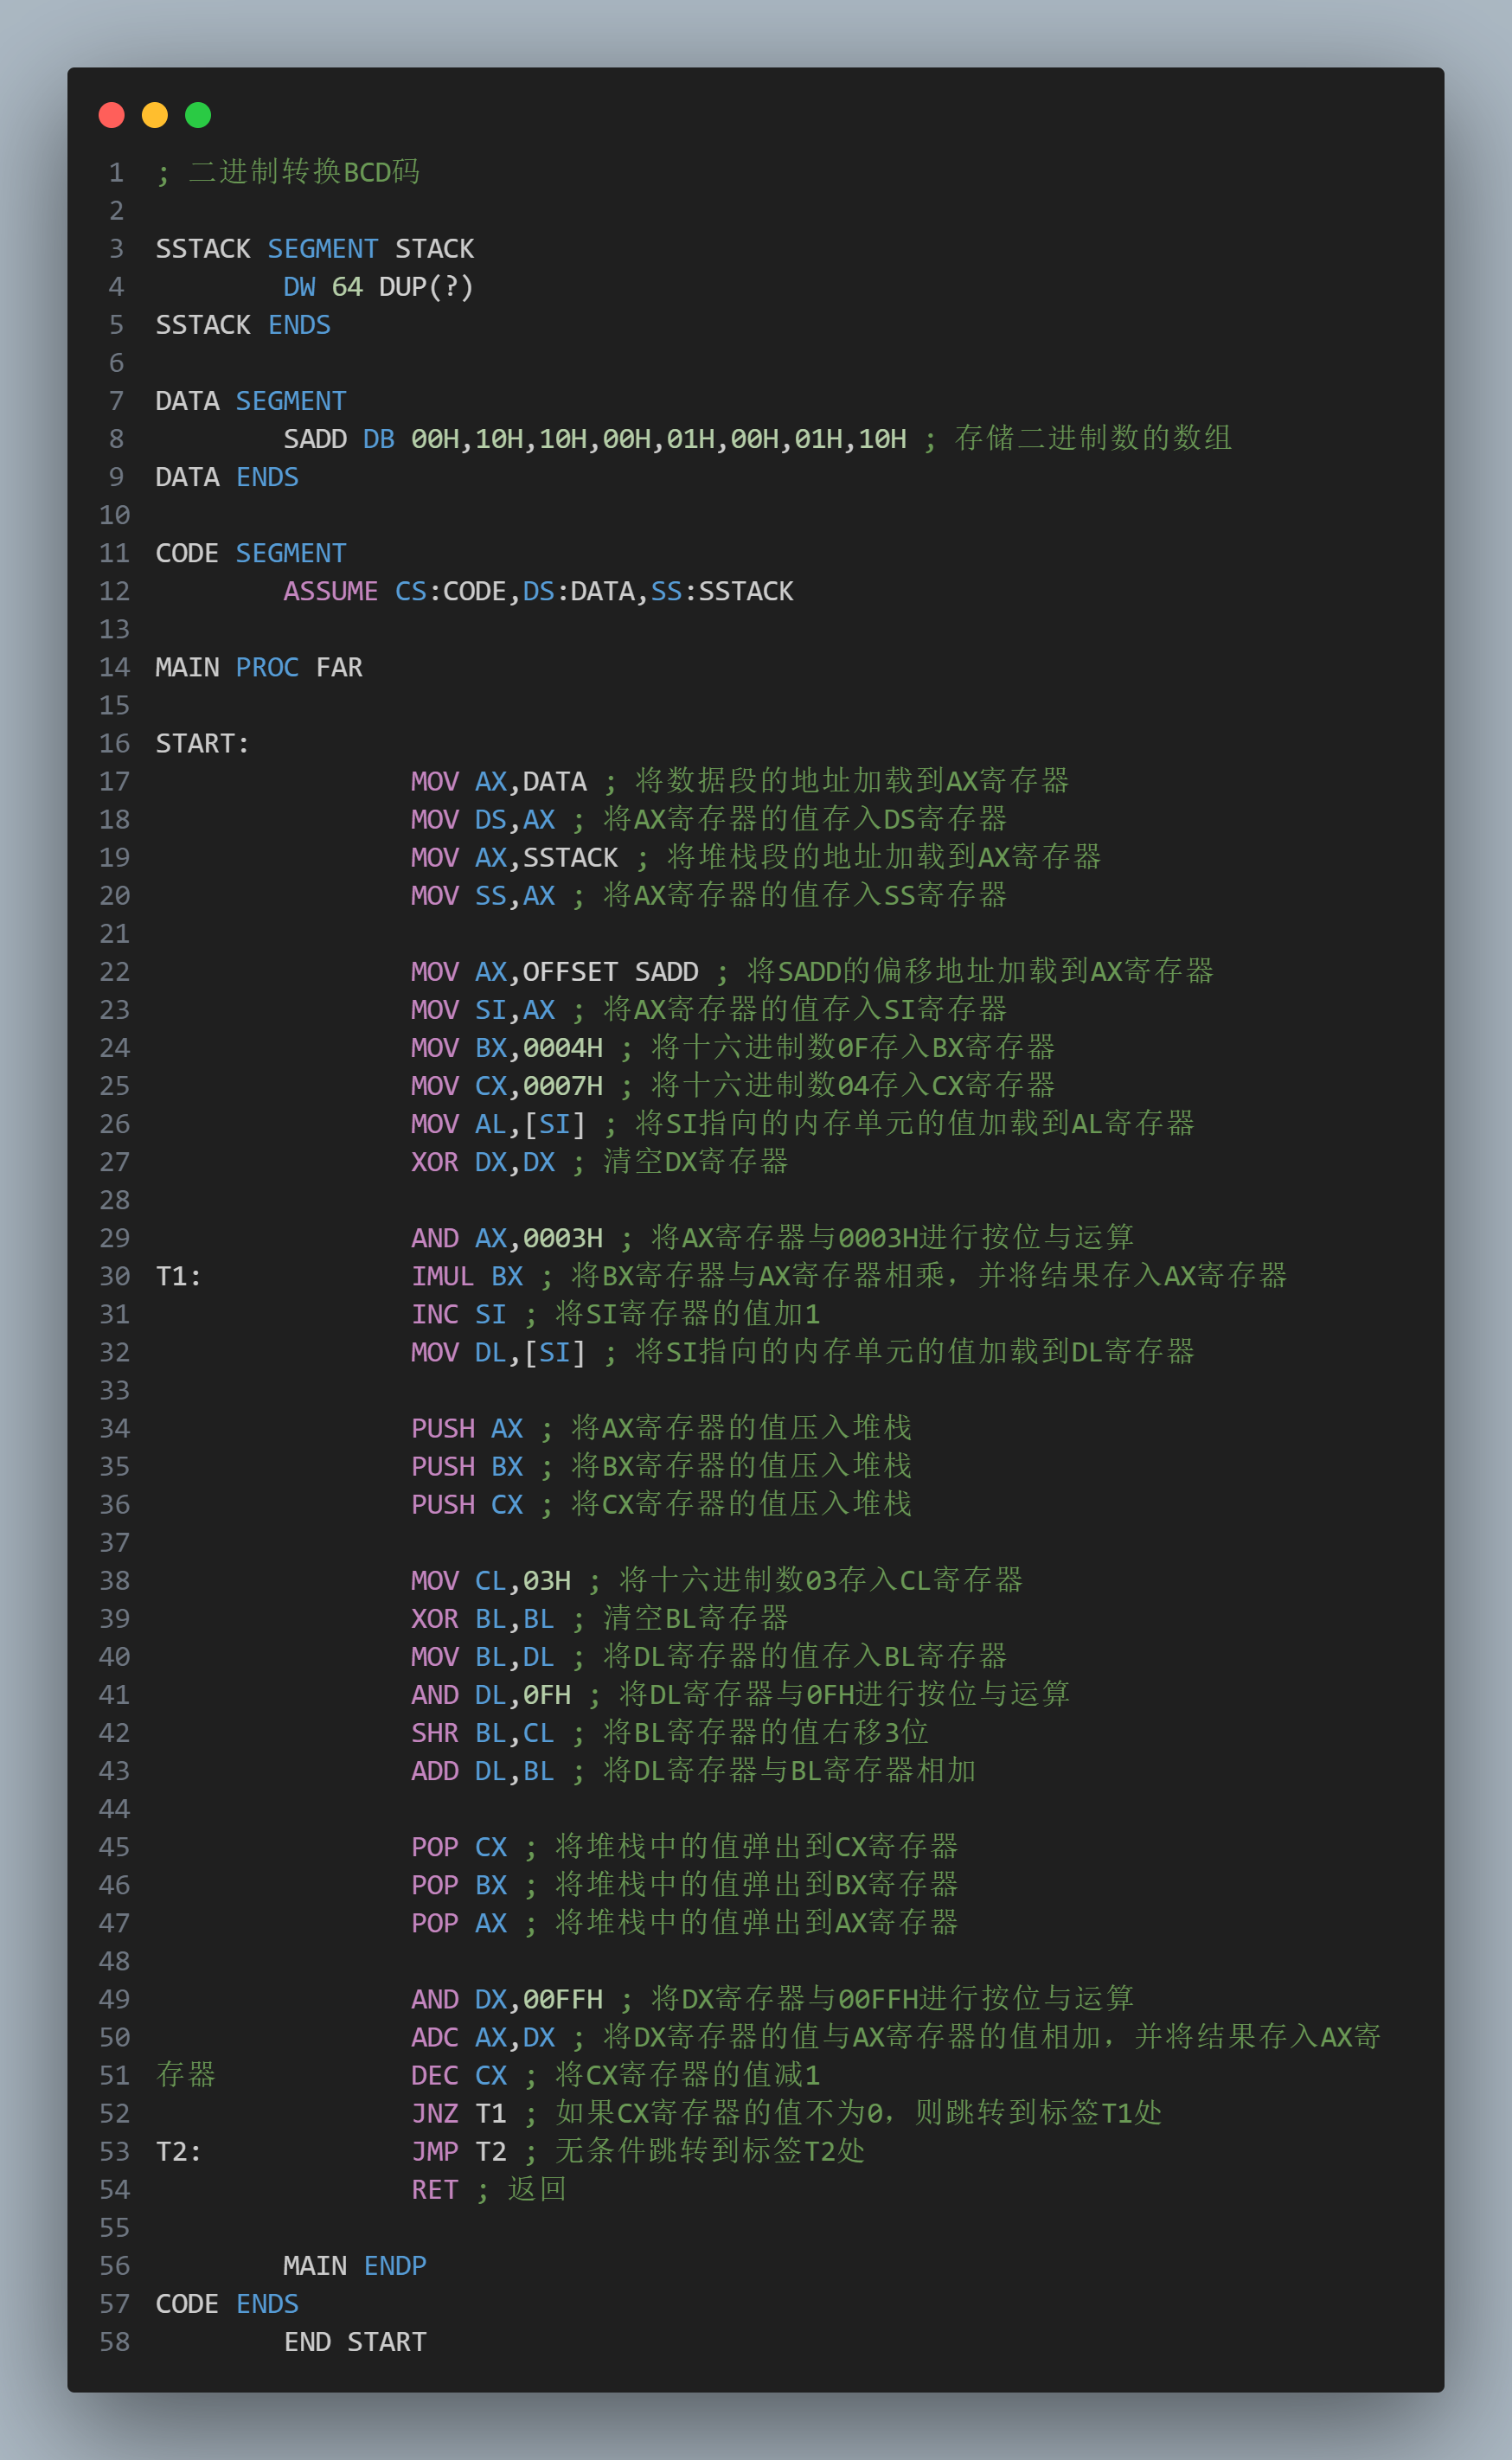 1 ; 二进制转换BCD码
2
3 SSTACK SEGMENT STACK
4         DW 64 DUP(?)
5 SSTACK ENDS
6
7 DATA SEGMENT
8         SADD DB 00H,10H,10H,00H,01H,00H,01H,10H ; 存储二进制数的数组
9 DATA ENDS
10
11 CODE SEGMENT
12         ASSUME CS:CODE,DS:DATA,SS:SSTACK
13
14 MAIN PROC FAR
15
16 START:
17                 MOV AX,DATA ; 将数据段的地址加载到AX寄存器
18                 MOV DS,AX ; 将AX寄存器的值存入DS寄存器
19                 MOV AX,SSTACK ; 将堆栈段的地址加载到AX寄存器
20                 MOV SS,AX ; 将AX寄存器的值存入SS寄存器
21
22                 MOV AX,OFFSET SADD ; 将SADD的偏移地址加载到AX寄存器
23                 MOV SI,AX ; 将AX寄存器的值存入SI寄存器
24                 MOV BX,0004H ; 将十六进制数0F存入BX寄存器
25                 MOV CX,0007H ; 将十六进制数04存入CX寄存器
26                 MOV AL,[SI] ; 将SI指向的内存单元的值加载到AL寄存器
27                 XOR DX,DX ; 清空DX寄存器
28
29                 AND AX,0003H ; 将AX寄存器与0003H进行按位与运算
30 T1:             IMUL BX ; 将BX寄存器与AX寄存器相乘，并将结果存入AX寄存器
31                 INC SI ; 将SI寄存器的值加1
32                 MOV DL,[SI] ; 将SI指向的内存单元的值加载到DL寄存器
33
34                 PUSH AX ; 将AX寄存器的值压入堆栈
35                 PUSH BX ; 将BX寄存器的值压入堆栈
36                 PUSH CX ; 将CX寄存器的值压入堆栈
37
38                 MOV CL,03H ; 将十六进制数03存入CL寄存器
39                 XOR BL,BL ; 清空BL寄存器
40                 MOV BL,DL ; 将DL寄存器的值存入BL寄存器
41                 AND DL,0FH ; 将DL寄存器与0FH进行按位与运算
42                 SHR BL,CL ; 将BL寄存器的值右移3位
43                 ADD DL,BL ; 将DL寄存器与BL寄存器相加
44
45                 POP CX ; 将堆栈中的值弹出到CX寄存器
46                 POP BX ; 将堆栈中的值弹出到BX寄存器
47                 POP AX ; 将堆栈中的值弹出到AX寄存器
48
49                 AND DX,00FFH ; 将DX寄存器与00FFH进行按位与运算
50                 ADC AX,DX ; 将DX寄存器的值与AX寄存器的值相加，并将结果存入AX寄
51 存器             DEC CX ; 将CX寄存器的值减1
52                 JNZ T1 ; 如果CX寄存器的值不为0，则跳转到标签T1处
53 T2:             JMP T2 ; 无条件跳转到标签T2处
54                 RET ; 返回
55
56         MAIN ENDP
57 CODE ENDS
58         END START